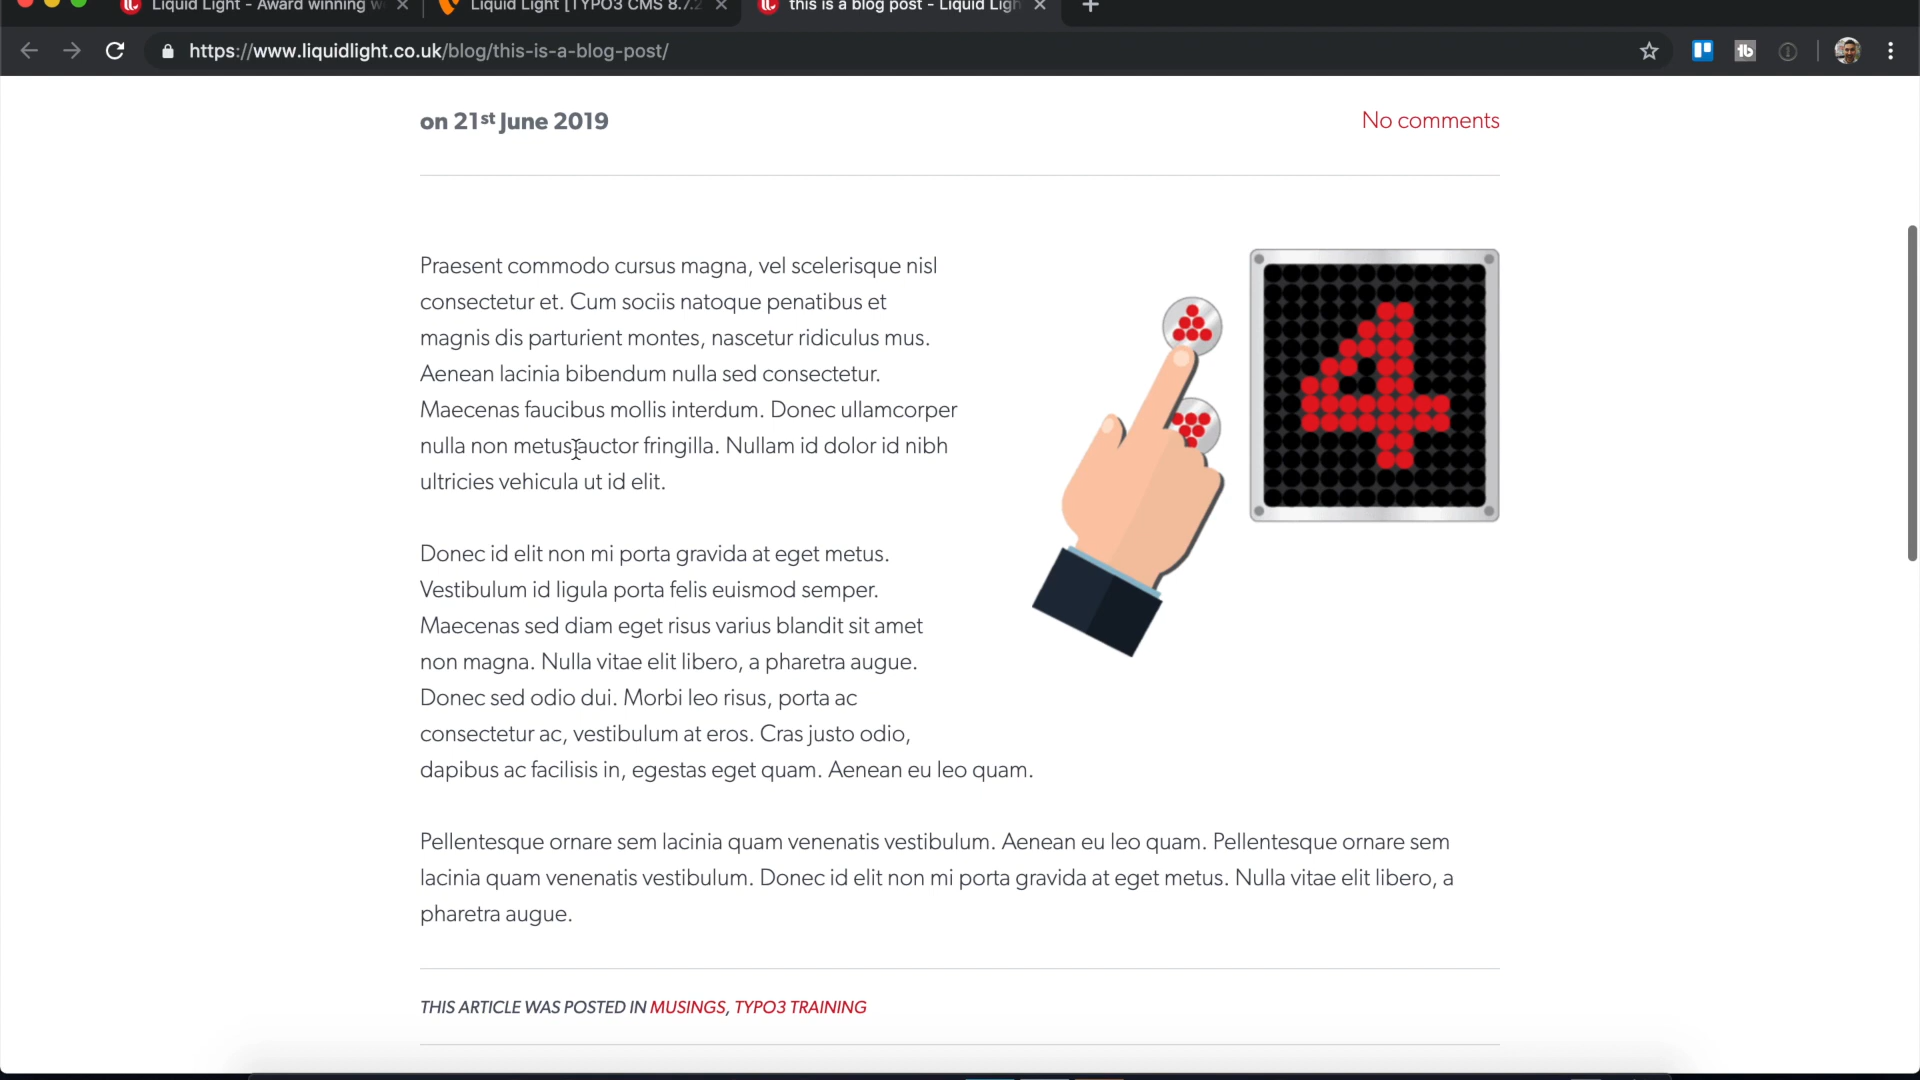 Liquid Light - Award winning w
Liquid Light [TYPO3 CMS 8.7.2
this is a blog post - Liquid Ligh
https://www.liquidlight.co.uk/blog/this-is-a-blog-post/
on 21st June 2019
No comments
Praesent commodo cursus magna, vel scelerisque nisl
consectetur et. Cum sociis natoque penatibus et
magnis dis parturient montes, nascetur ridiculus mus.
Aenean lacinia bibendum nulla sed consectetur.
Maecenas faucibus mollis interdum. Donec ullamcorper
nulla non metus auctor fringilla. Nullam id dolor id nibh
ultricies vehicula ut id elit.
4
Donec id elit non mi porta gravida at eget metus.
Vestibulum id ligula porta felis euismod semper.
Maecenas sed diam eget risus varius blandit sit amet
non magna. Nulla vitae elit libero, a pharetra augue.
Donec sed odio dui. Morbi leo risus, porta ac
consectetur ac, vestibulum at eros. Cras justo odio,
dapibus ac facilisis in, egestas eget quam. Aenean eu leo quam.
Pellentesque ornare sem lacinia quam venenatis vestibulum. Aenean eu leo quam. Pellentesque ornare sem
lacinia quam venenatis vestibulum. Donec id elit non mi porta gravida at eget metus. Nulla vitae elit libero, a
pharetra augue.
THIS ARTICLE WAS POSTED IN MUSINGS, TYPO3 TRAINING